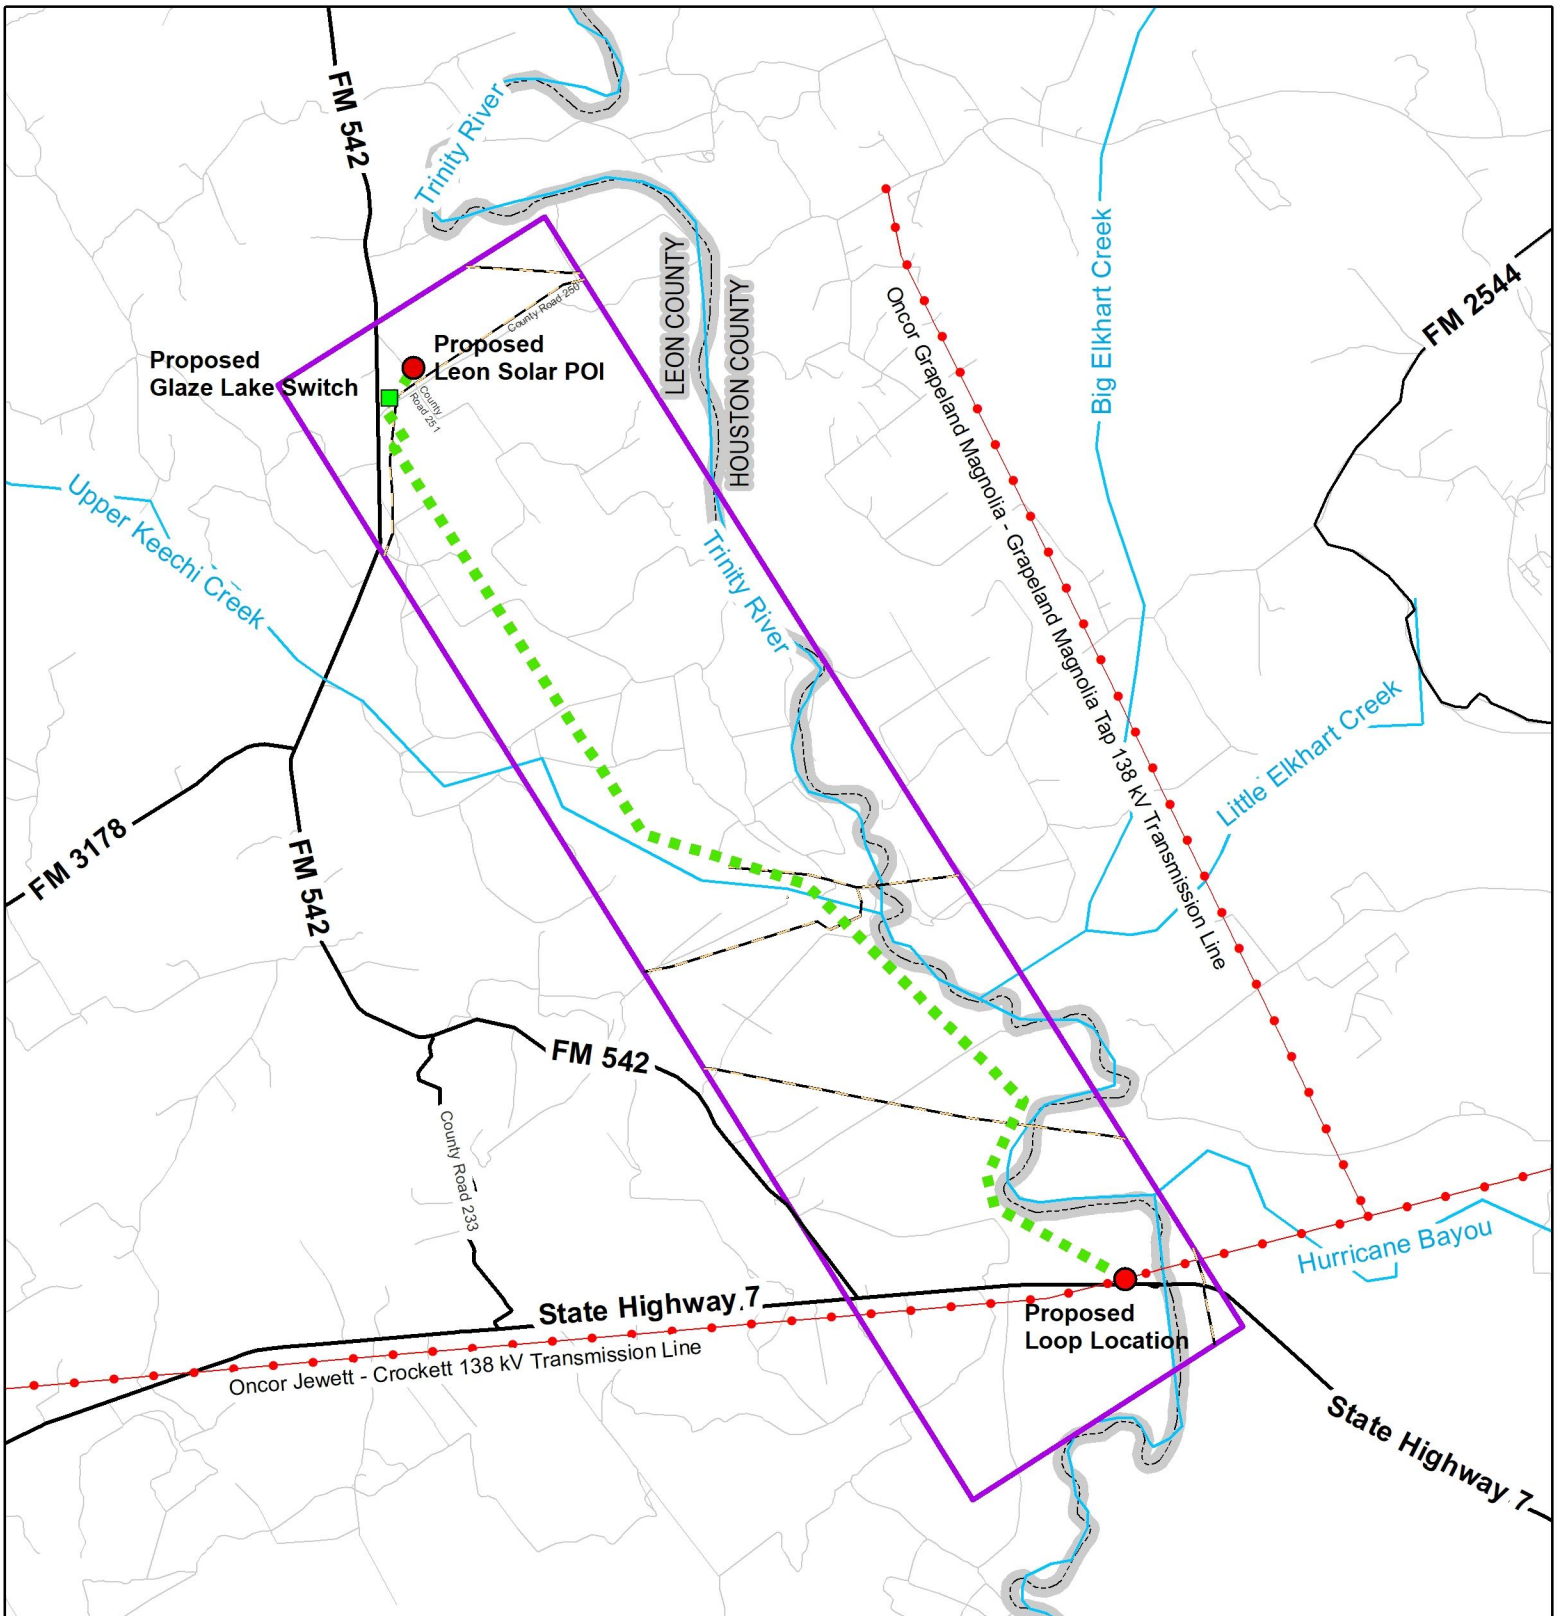 FM 542
Trinity River
LEON COUNTY
HOUSTON COUNTY
Big Elkhart Creek
FM 2544
County Road 250
Proposed
Leon Solar POI
Proposed
Glaze Lake Switch
County
Road 251
Oncor Grapeland Magnolia - Grapeland Magnolia Tap 138 kV Transmission Line
Upper Keechi Creek
Trinity River
Little Elkhart Creek
FM 3178
FM 542
FM 542
County Road 233
Hurricane Bayou
State Highway 7
Proposed
Loop Location
Oncor Jewett - Crockett 138 kV Transmission Line
State Highway 7